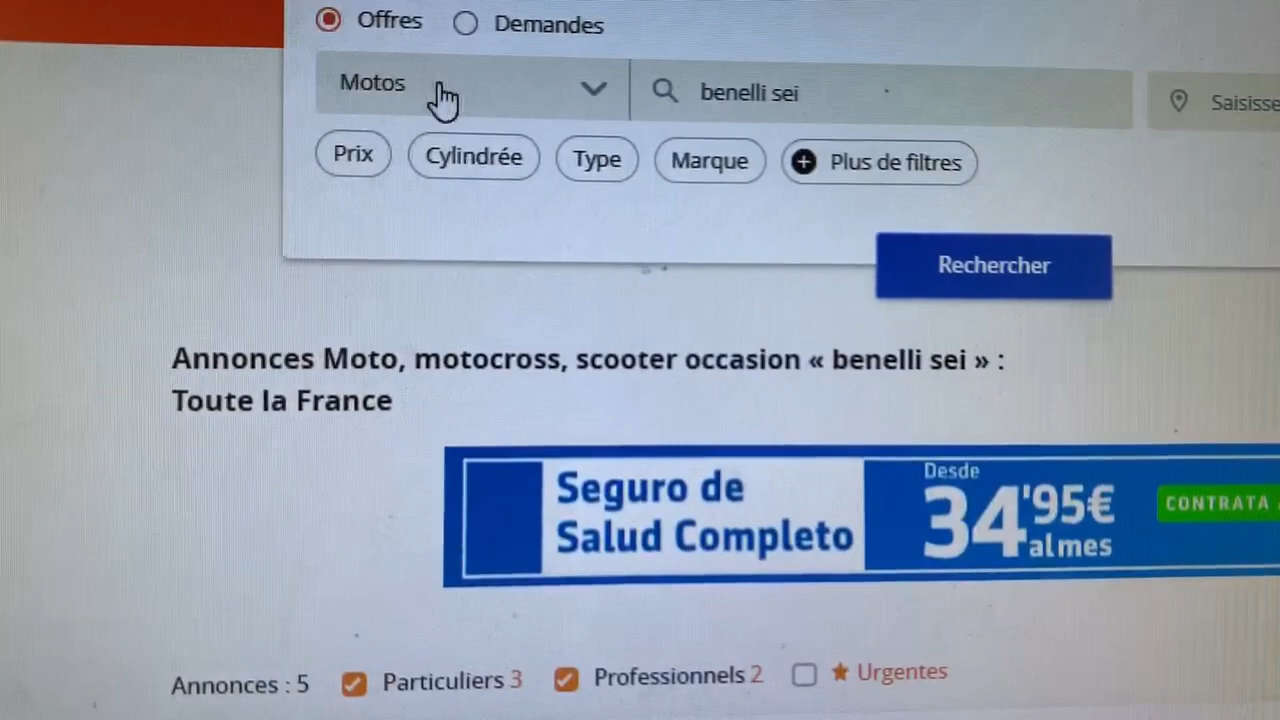 Offres Demandes
Motos benelli sei Saisisse
Prix Cylindrée Type Marque Plus de filtres
Rechercher
Annonces Moto, motocross, scooter occasion « benelli sei » :
Toute la France
Seguro de
Salud Completo
Desde
34'95€
al mes
CONTRATA
Annonces : 5 Particuliers 3 Professionnels 2 Urgentes